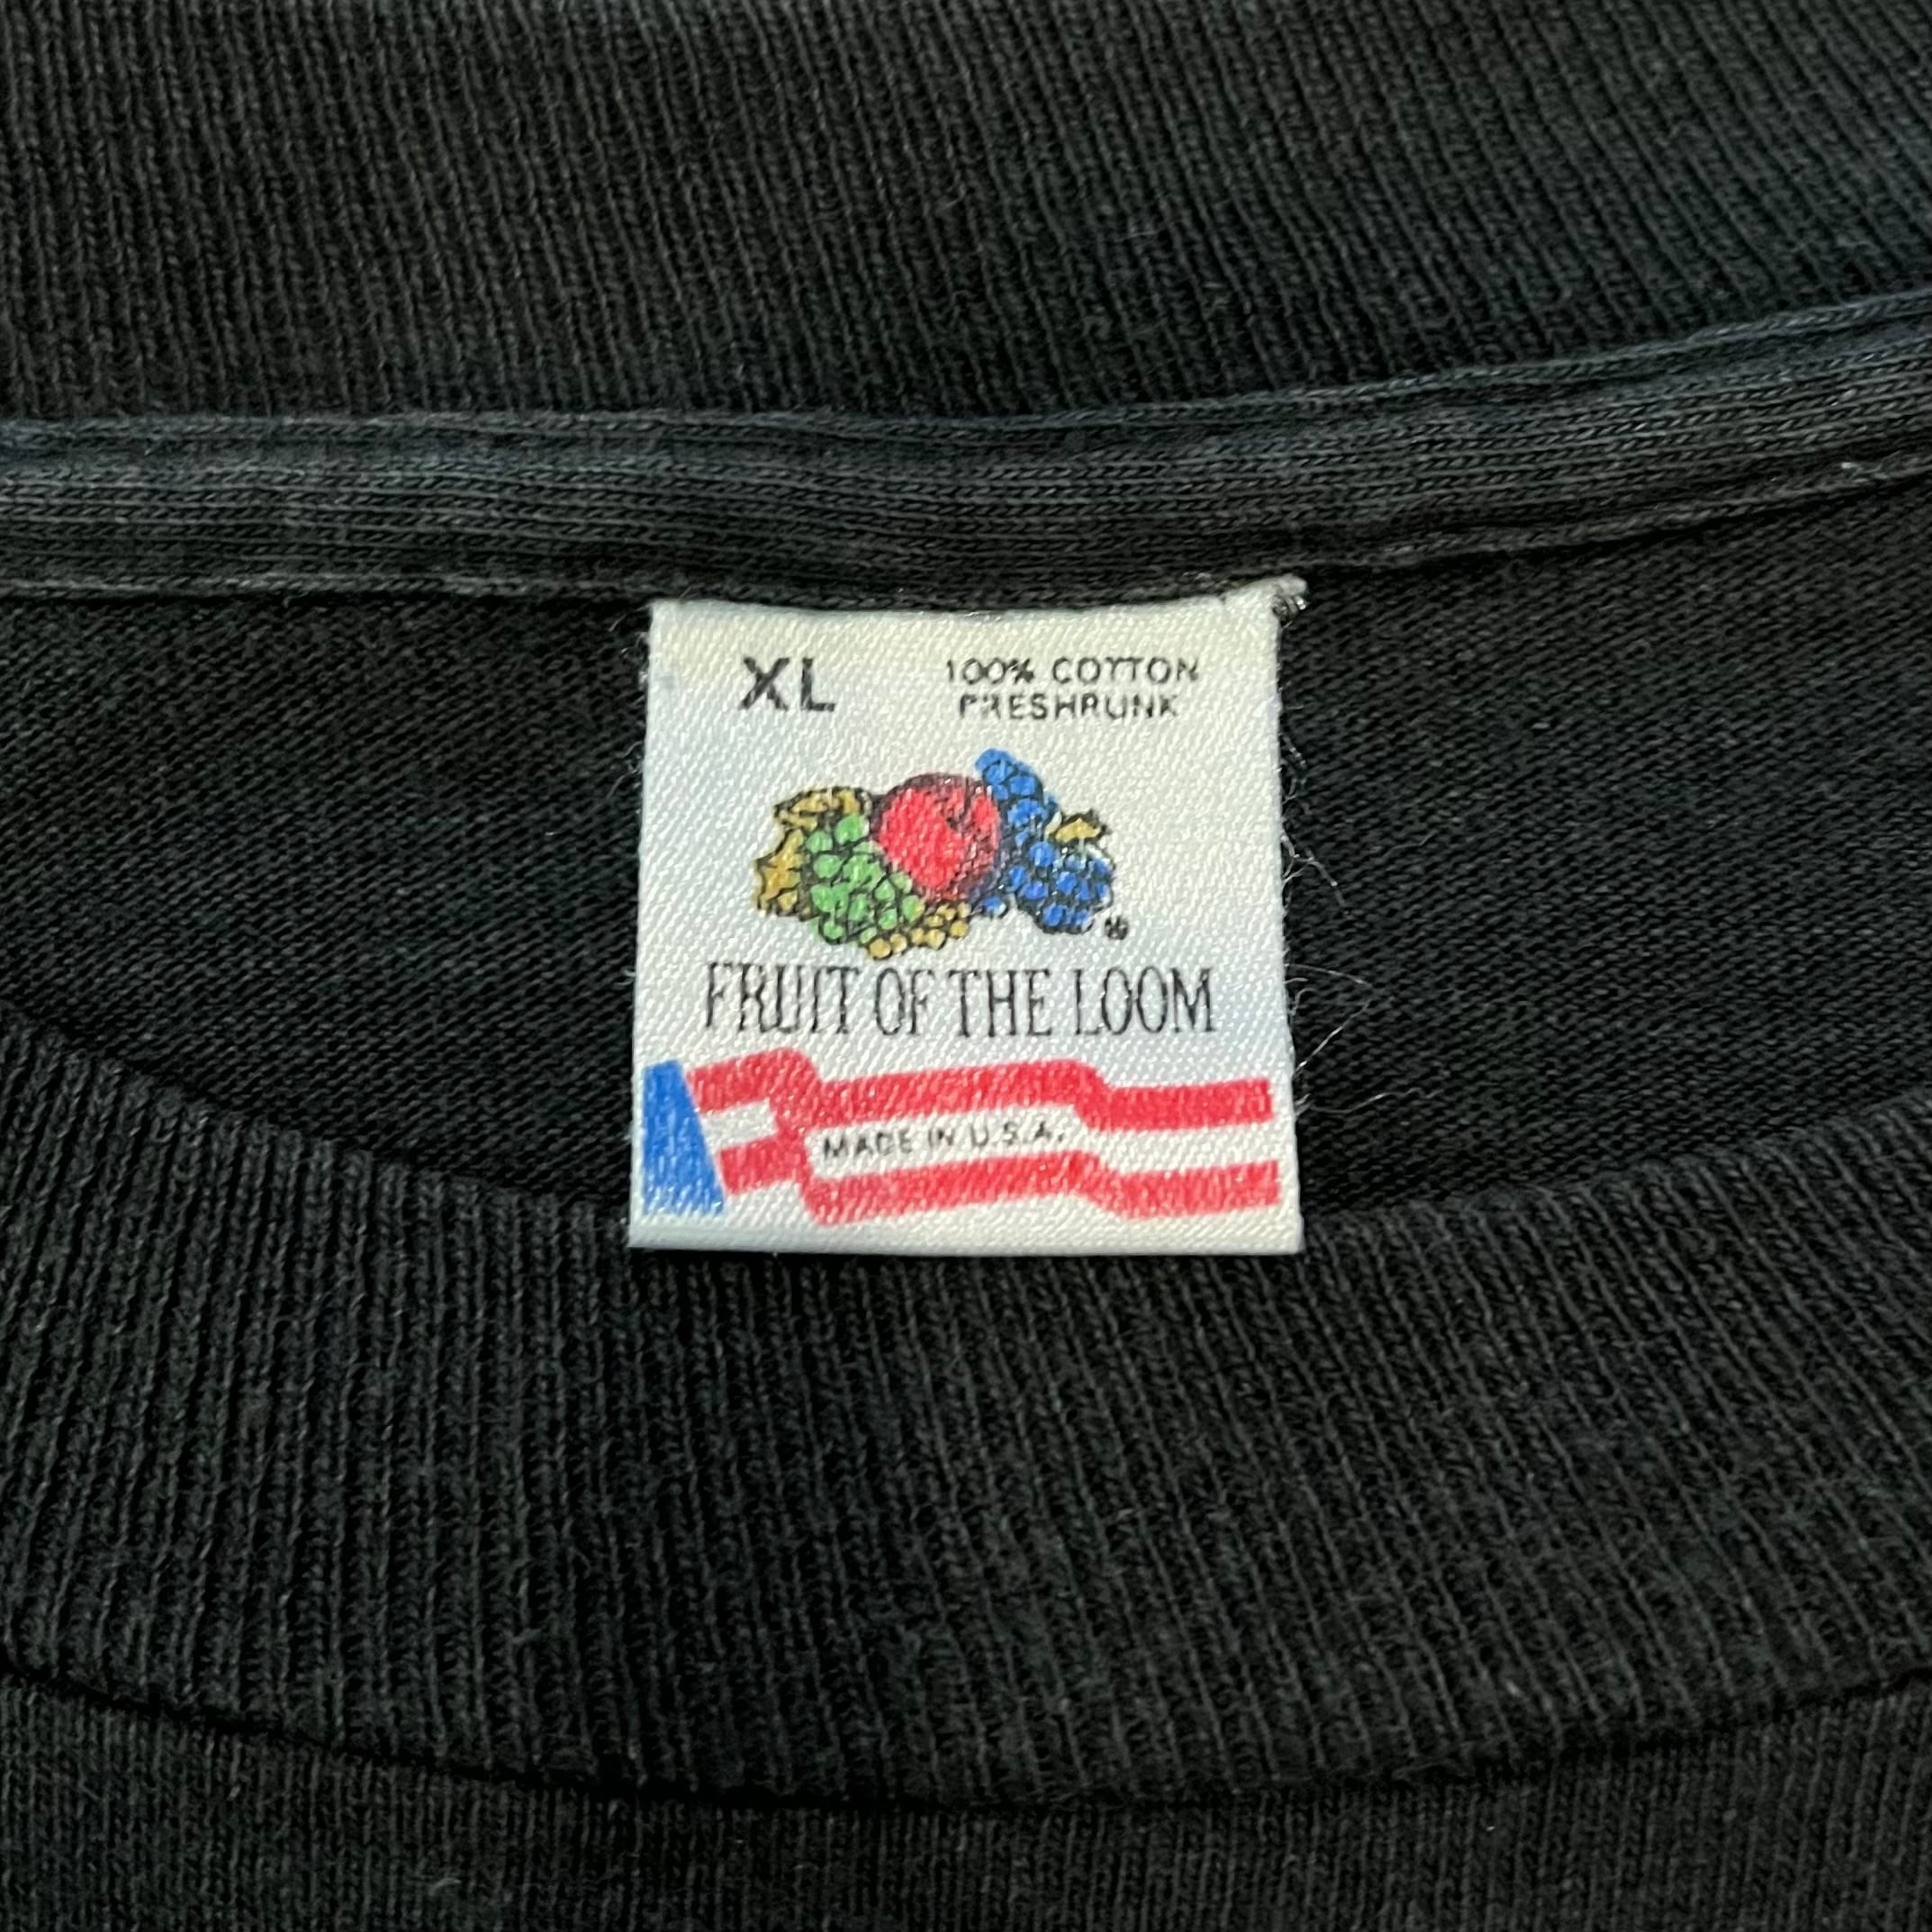 XL
100% COTTON
PRESHRUNK
®
FRUIT OF THE LOOM
MADE IN U.S.A.